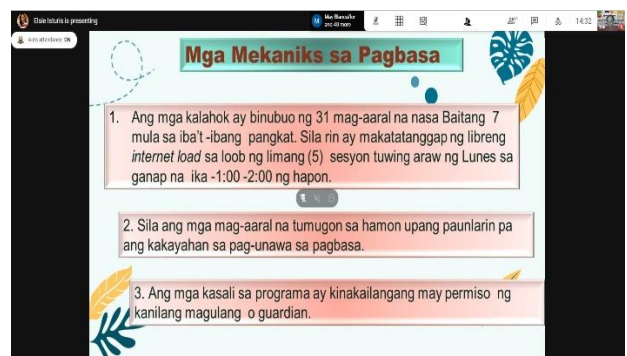 Elsie Isturis is presenting
and 40 more
14:32
Mga Mekaniks sa Pagbasa
1. Ang mga kalahok ay binubuo ng 31 mag-aaral na nasa Baitang 7
mula sa iba't -ibang pangkat. Sila rin ay makatatanggap ng libreng
internet load sa loob ng limang (5) sesyon tuwing araw ng Lunes sa
ganap na ika -1:00 -2:00 ng hapon.
2. Sila ang mga mag-aaral na tumugon sa hamon upang paunlarin pa
ang kakayahan sa pag-unawa sa pagbasa.
3. Ang mga kasali sa programa ay kinakailangang may permiso ng
kanilang magulang o guardian.